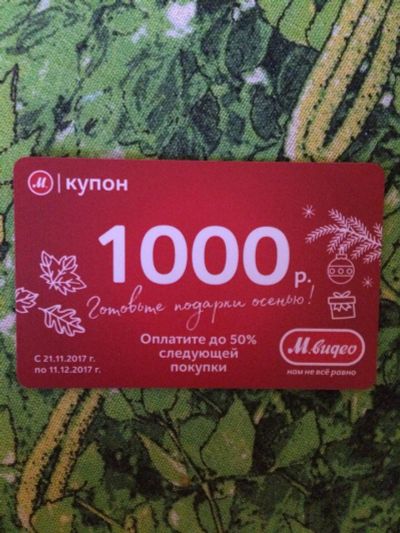 М | купон
1000 р.
Готовьте подарки осенью!
Оплатите до 50%
следующей
покупки
С 21.11.2017 г.
по 11.12.2017 г.
М.видео
нам не всё равно